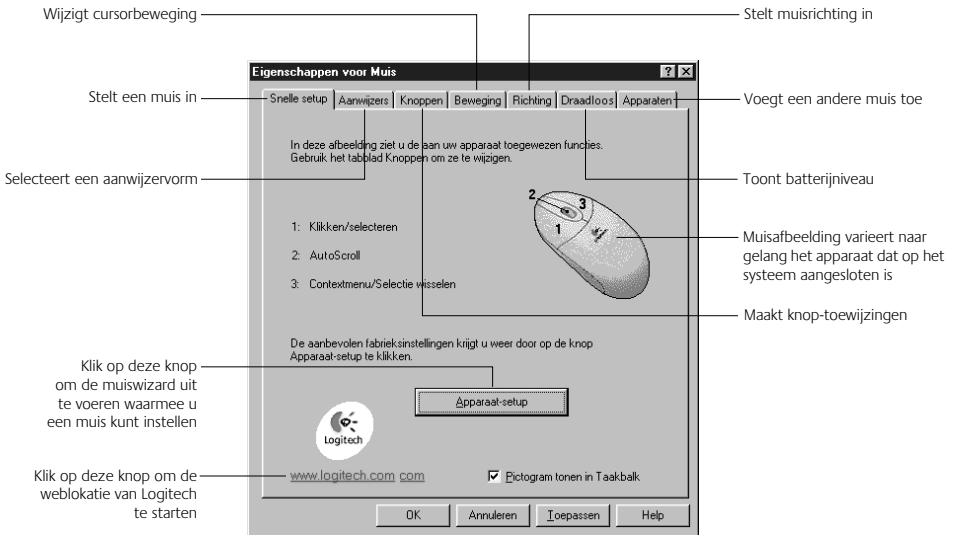 Wijzigt cursorbeweging
Stelt muisrichting in
Eigenschappen voor Muis
Stelt een muis in
Snelle setup Aanwijzers Knoppen Beweging Richting Draadloos Apparaten
Voegt een andere muis toe
In deze afbeelding ziet u de aan uw apparaat toegewezen functies.
Gebruik het tabblad Knoppen om ze te wijzigen.
Selecteert een aanwijzervorm
Toont batterijniveau
2
3
1
1: Klikken/selecteren
2: AutoScroll
3: Contextmenu/Selectie wisselen
Muisafbeelding varieert naar
gelang het apparaat dat op het
systeem aangesloten is
Maakt knop-toewijzingen
De aanbevolen fabrieksinstellingen krijgt u weer door op de knop
Apparaat-setup te klikken.
Klik op deze knop
om de muiswizard uit
te voeren waarmee u
een muis kunt instellen
Apparaat-setup
Logitech
Klik op deze knop om de
weblokatie van Logitech
te starten
www.logitech.com com
Pictogram tonen in Taakbalk
OK Annuleren Toepassen Help